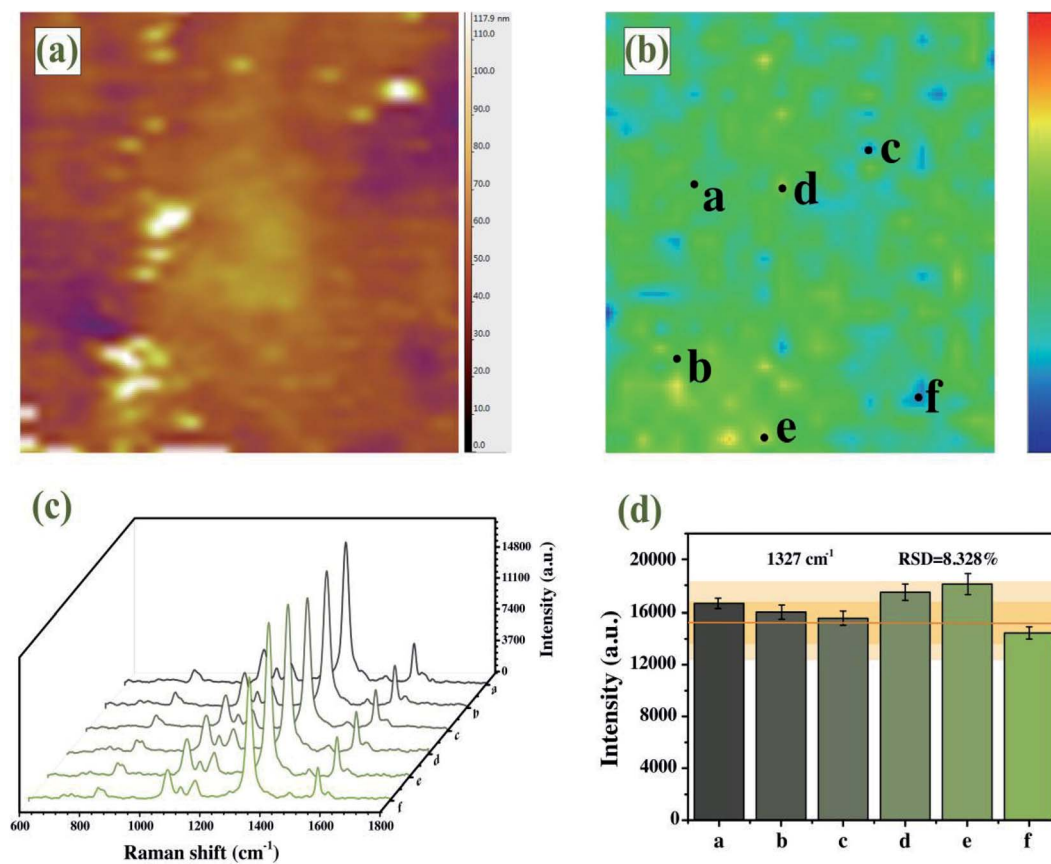 (a)
117.9 nm
110.0
100.0
90.0
80.0
70.0
60.0
50.0
40.0
30.0
20.0
10.0
0.0
(b)
c
a
d
b
f
e
(c)
14800
11100
7400
3700
0
Intensity (a.u.)
a
b
c
d
e
f
600 800 1000 1200 1400 1600 1800
Raman shift (cm-1)
(d)
1327 cm-1 RSD=8.328%
20000
16000
12000
8000
4000
0
Intensity (a.u.)
a b c d e f